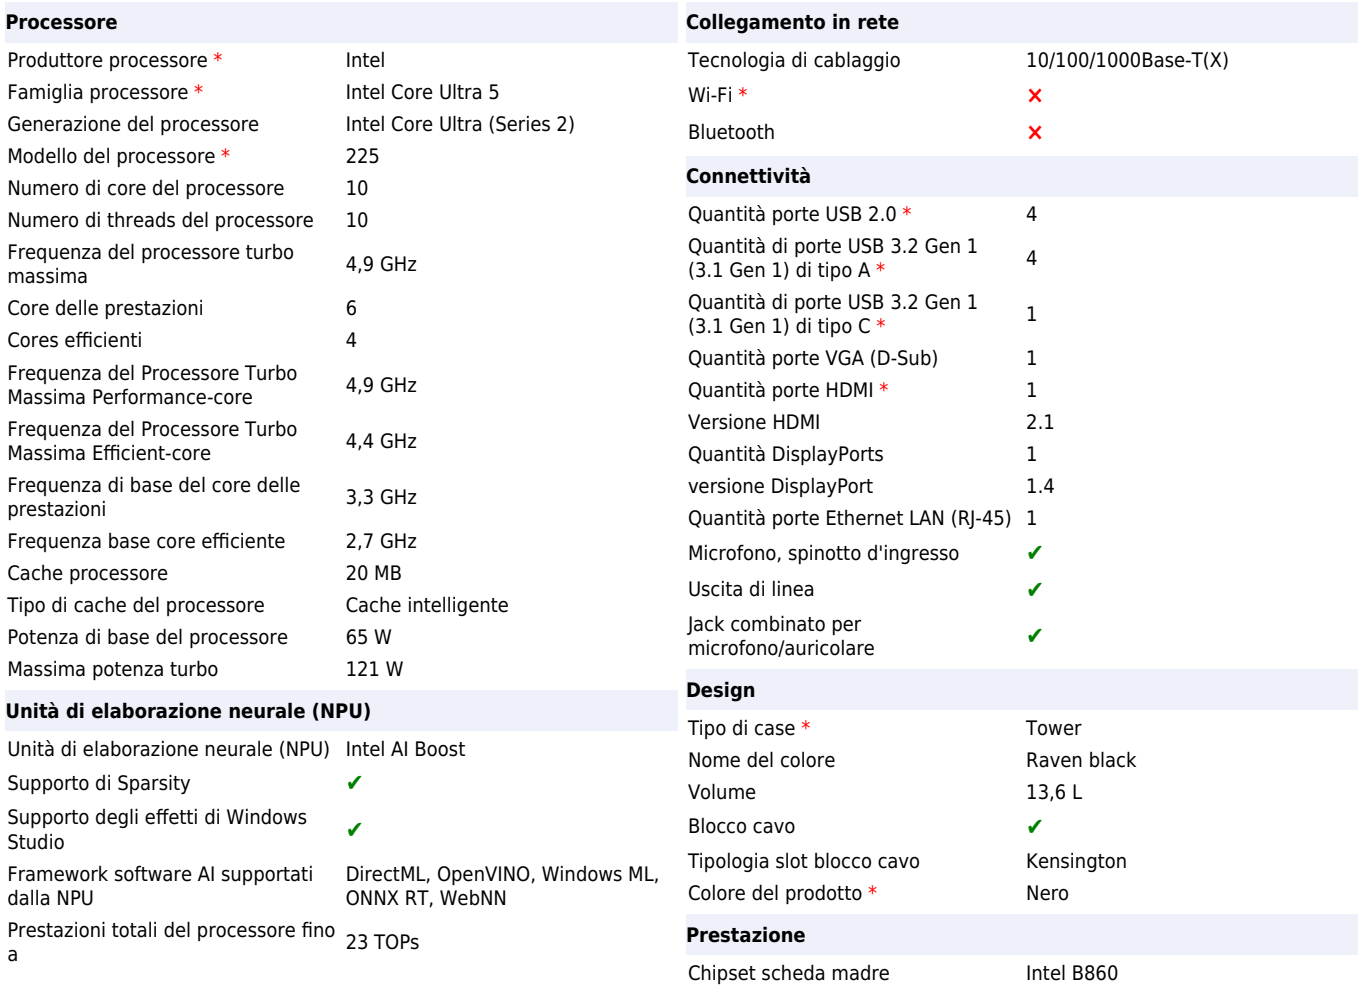 Processore
Produttore processore * Intel
Famiglia processore * Intel Core Ultra 5
Generazione del processore Intel Core Ultra (Series 2)
Modello del processore * 225
Numero di core del processore 10
Numero di threads del processore 10
Frequenza del processore turbo
massima 4,9 GHz
Core delle prestazioni 6
Cores efficienti 4
Frequenza del Processore Turbo
Massima Performance-core 4,9 GHz
Frequenza del Processore Turbo
Massima Efficient-core 4,4 GHz
Frequenza di base del core delle
prestazioni 3,3 GHz
Frequenza base core efficiente 2,7 GHz
Cache processore 20 MB
Tipo di cache del processore Cache intelligente
Potenza di base del processore 65 W
Massima potenza turbo 121 W
Unità di elaborazione neurale (NPU)
Unità di elaborazione neurale (NPU) Intel AI Boost
Supporto di Sparsity ✔
Supporto degli effetti di Windows
Studio ✔
Framework software AI supportati DirectML, OpenVINO, Windows ML,
dalla NPU ONNX RT, WebNN
Prestazioni totali del processore fino
a 23 TOPs
Collegamento in rete
Tecnologia di cablaggio 10/100/1000Base-T(X)
Wi-Fi * ✕
Bluetooth ✕
Connettività
Quantità porte USB 2.0 * 4
Quantità di porte USB 3.2 Gen 1
(3.1 Gen 1) di tipo A * 4
Quantità di porte USB 3.2 Gen 1
(3.1 Gen 1) di tipo C * 1
Quantità porte VGA (D-Sub) 1
Quantità porte HDMI * 1
Versione HDMI 2.1
Quantità DisplayPorts 1
versione DisplayPort 1.4
Quantità porte Ethernet LAN (RJ-45) 1
Microfono, spinotto d'ingresso ✔
Uscita di linea ✔
Jack combinato per
microfono/auricolare ✔
Design
Tipo di case * Tower
Nome del colore Raven black
Volume 13,6 L
Blocco cavo ✔
Tipologia slot blocco cavo Kensington
Colore del prodotto * Nero
Prestazione
Chipset scheda madre Intel B860